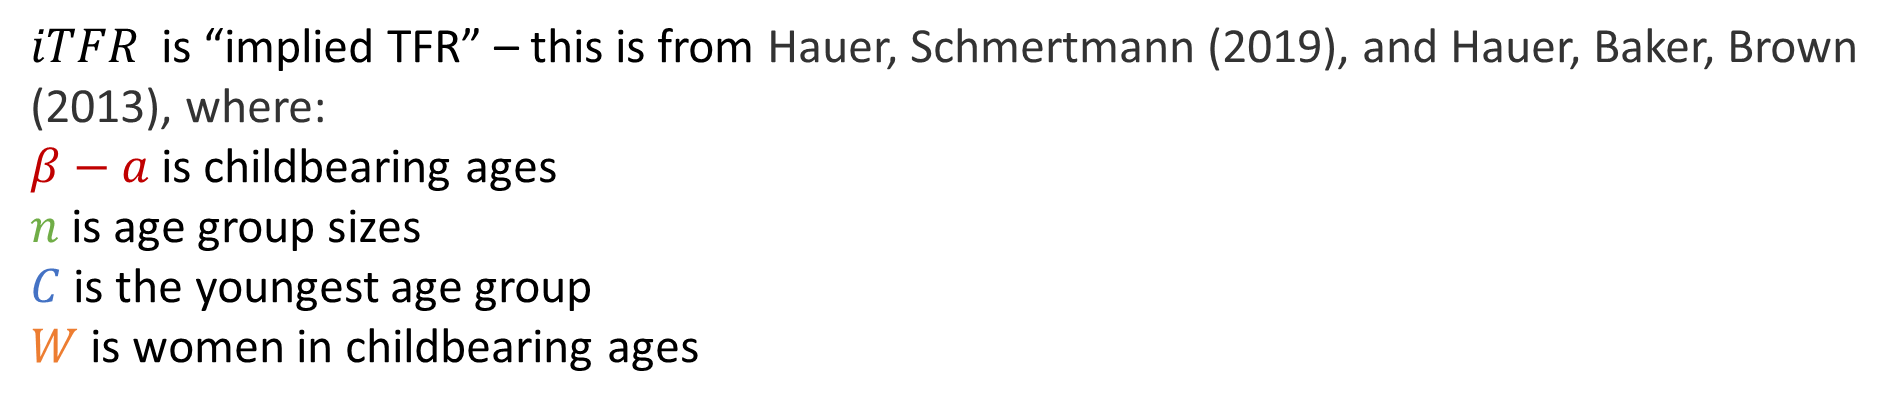 𝑖𝑇𝐹𝑅 is “implied TFR” – this is from Hauer, Schmertmann (2019), and Hauer, Baker, Brown
(2013), where:
𝛽 − 𝑎 is childbearing ages
𝑛 is age group sizes
𝐶 is the youngest age group
𝑊 is women in childbearing ages